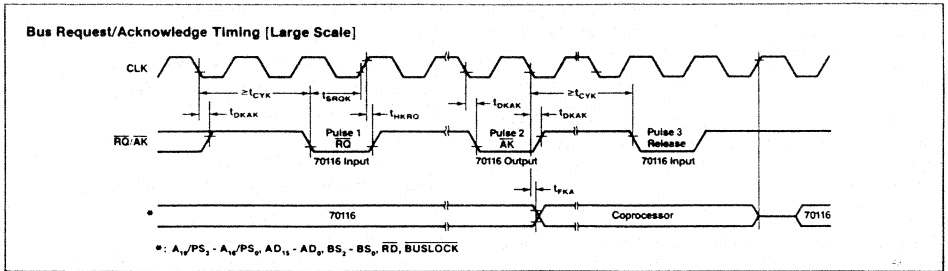 Bus Request/Acknowledge Timing [Large Scale]
CLK
≥tCYK
tSRQK
≥tCYK
tDKAK
tHKRQ
tDKAK
tDKAK
RQ/AK
Pulse 1
RQ
70116 Input
Pulse 2
AK
70116 Output
Pulse 3
Release
70116 Input
tFKA
*
70116
Coprocessor
70116
*: A19/PS3 - A16/PS0, AD15 - AD0, BS2 - BS0, RD, BUSLOCK